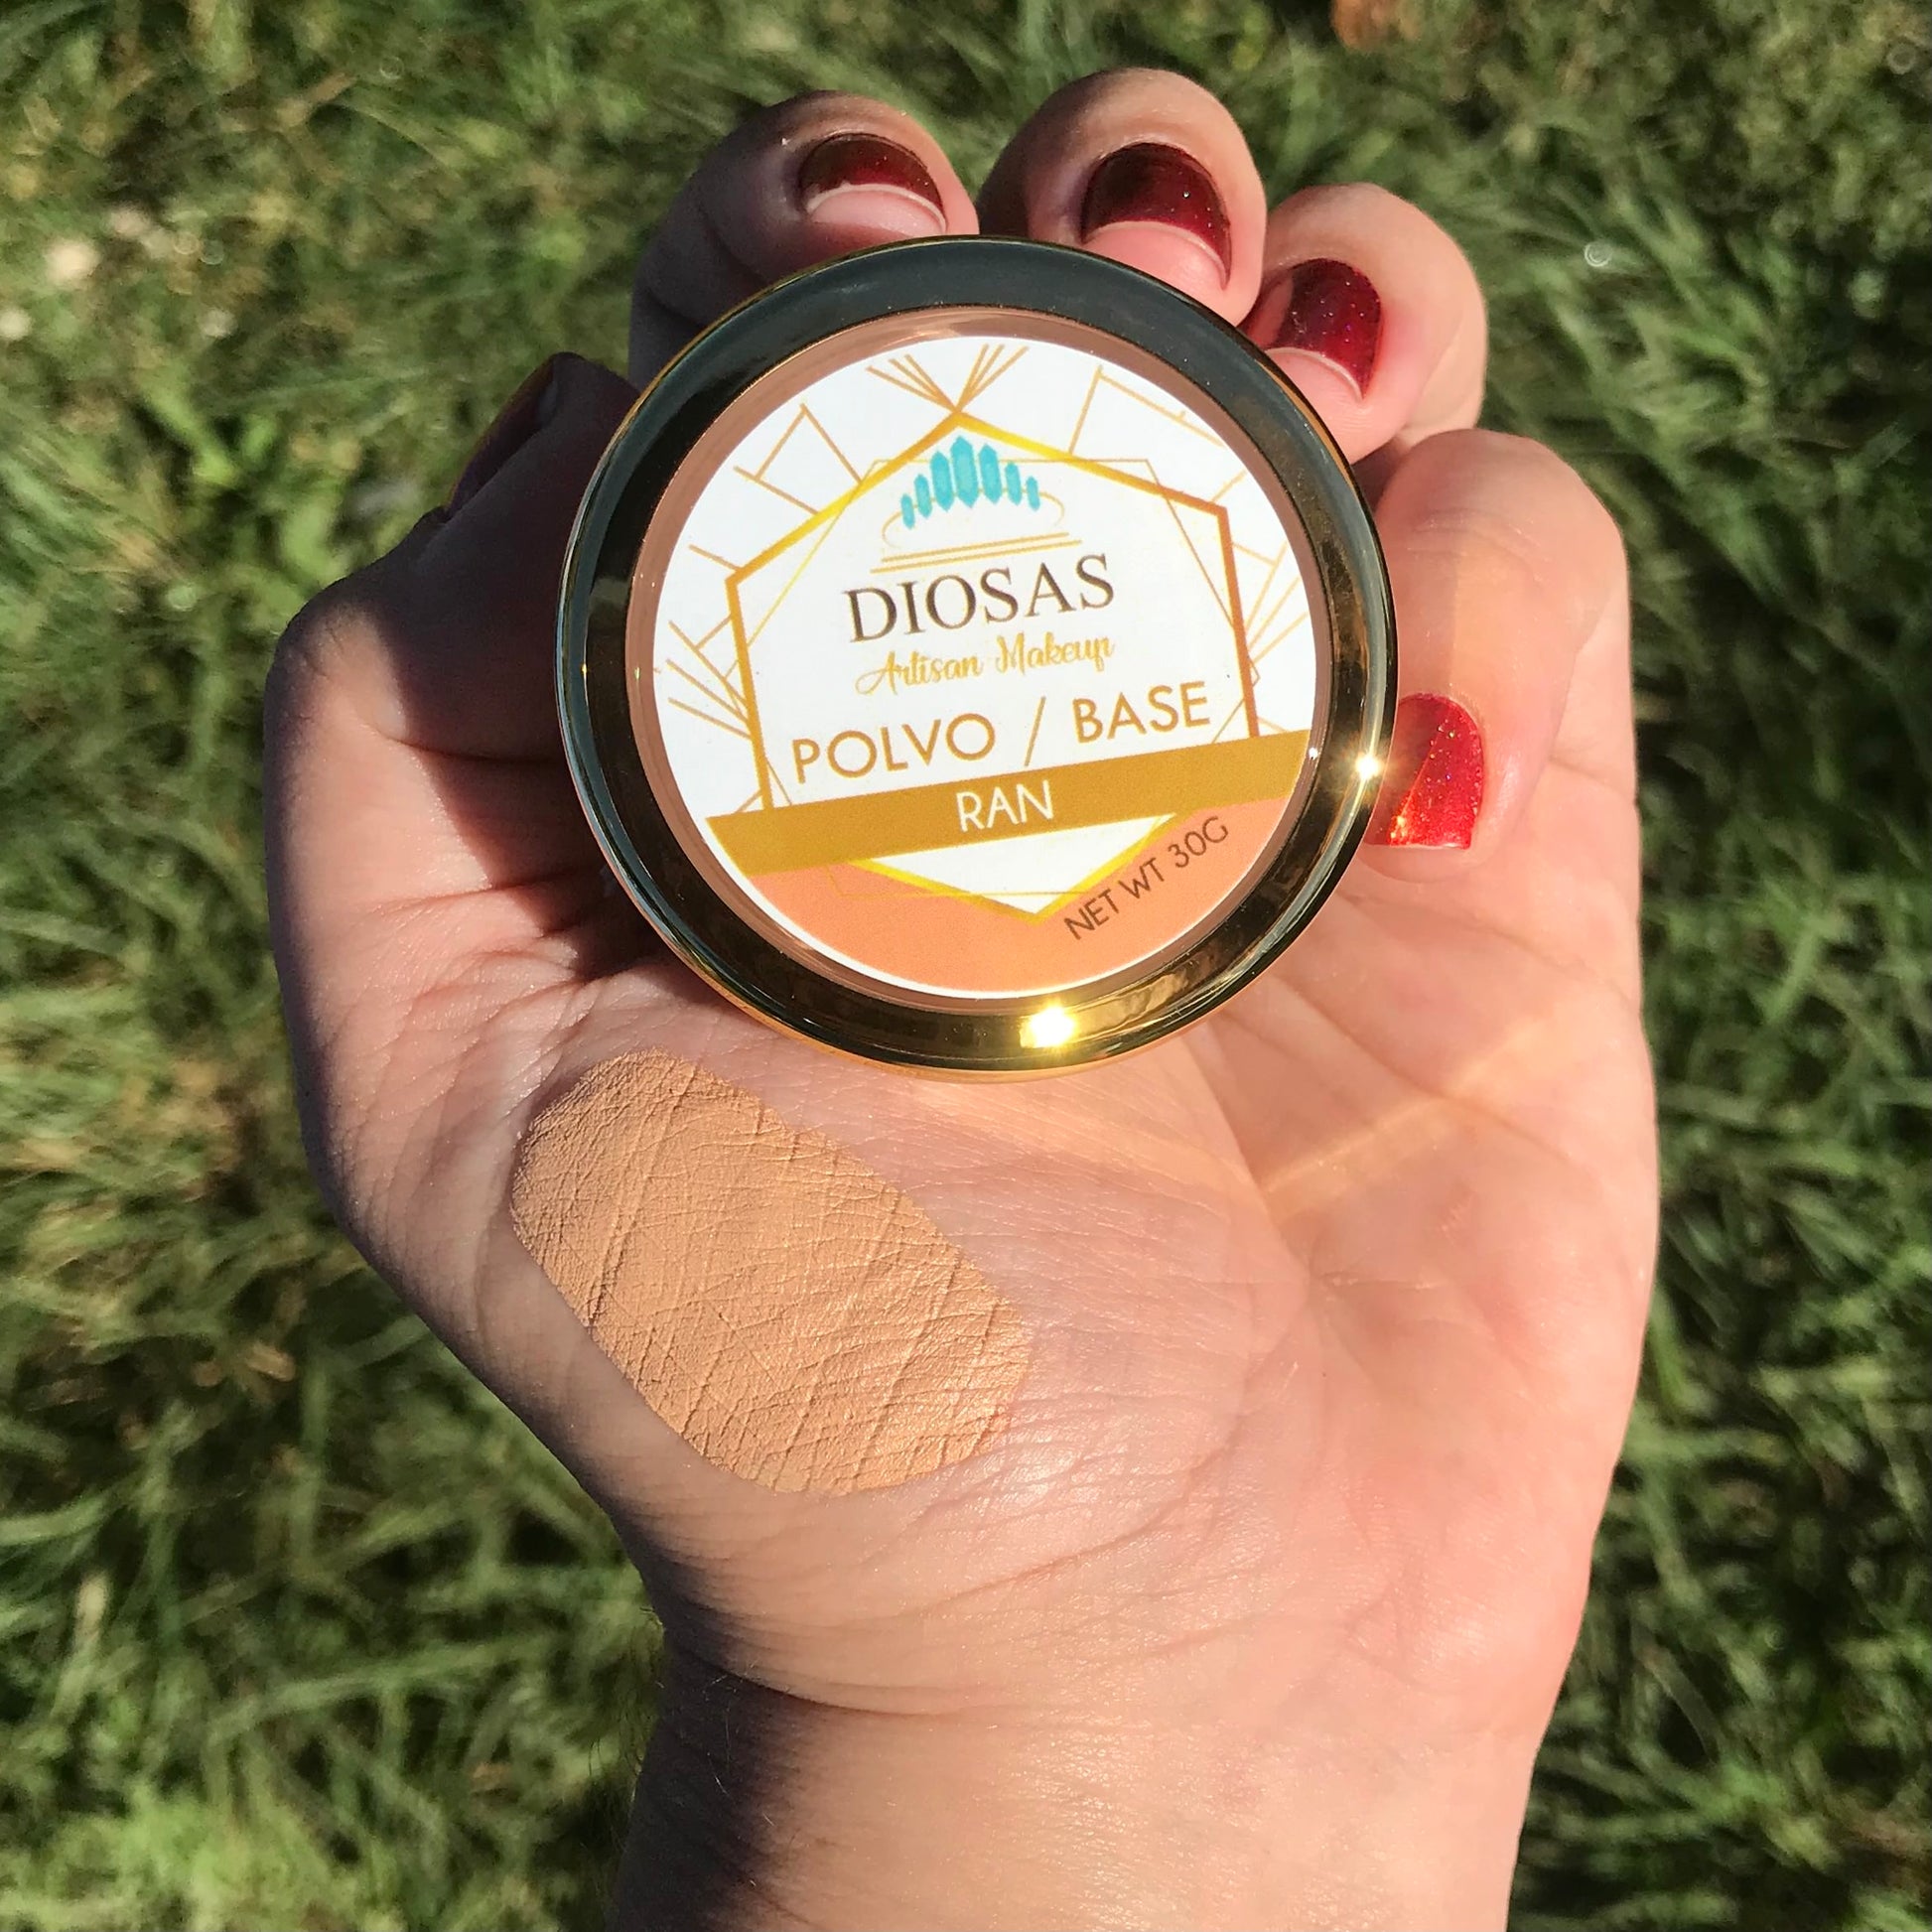 DIOSAS
Artisan Makeup
POLVO / BASE
RAN
NET WT 30G